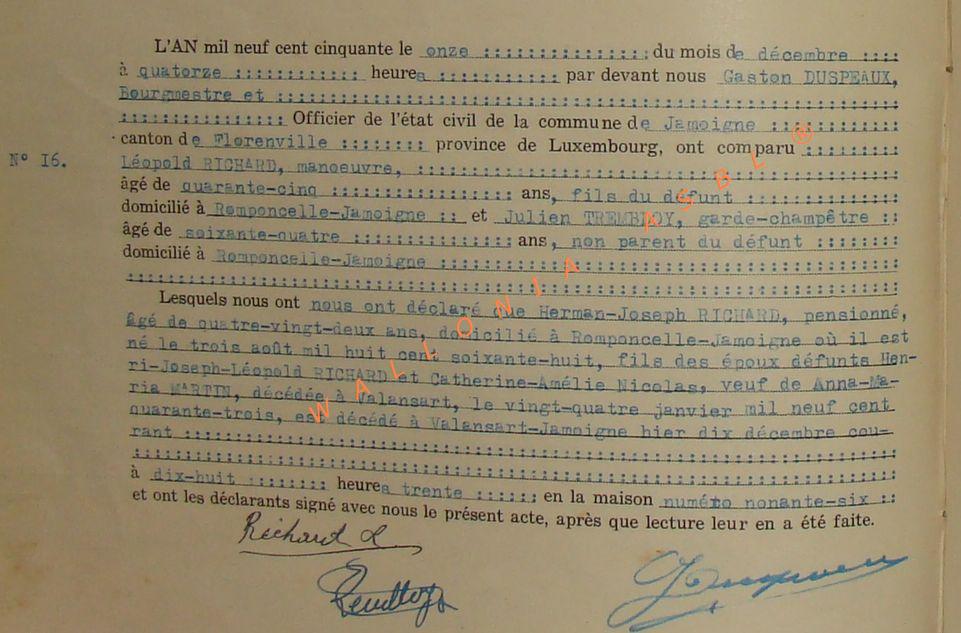 L'AN mil neuf cent cinquante le onze :::::::::::::::: du mois de décembre ::::
à quatorze :::::::::::: heures ::::::::::: par devant nous Gaston DUSPEAUX,
Bourgmestre et ::::::::::::::::::::::::::::::::::::::::::::::::::::::::
::::::::::::::: Officier de l'état civil de la commune de Jamoigne :::::::::::
canton de Florenville :::::::: province de Luxembourg, ont comparu ::::::::
N° 16.
Léopold RICHARD, manoeuvre, ::::::::::::::::::::::::::::::::::::::::::
âgé de quarante-cinq ::::::::::::::::: ans, fils du défunt :::::::::::::
domicilié à Romponcelle-Jamoigne :: et Julien TREMBLOY, garde-champêtre ::
âgé de soixante-quatre ::::::::::::::: ans, non parent du défunt ::::::::
domicilié à Romponcelle-Jamoigne ::::::::::::::::::::::::::::::::::::::::
::::::::::::::::::::::::::::::::::::::::::::::::::::::::::::::::::::::
Lesquels nous ont nous ont déclaré que Herman-Joseph RICHARD, pensionné,
âgé de quatre-vingt-deux ans, domicilié à Romponcelle-Jamoigne où il est
né le trois août mil huit cent soixante-huit, fils des époux défunts Hen-
ri-Joseph-Léopold RICHARD et Catherine-Amélie Nicolas, veuf de Anna-Ma-
ria MARTIN, décédée à Valansart, le vingt-quatre janvier mil neuf cent
quarante-trois, est décédé à Valansart-Jamoigne hier dix décembre cou-
rant ::::::::::::::::::::::::::::::::::::::::::::::::::::::::::::::::::
::::::::::::::::::::::::::::::::::::::::::::::::::::::::::::::::::::::
à dix-huit :::::::: heures trente :::::: en la maison numéro nonante-six ::
et ont les déclarants signé avec nous le présent acte, après que lecture leur en a été faite.
Richard L
WALLONIA ASBL®